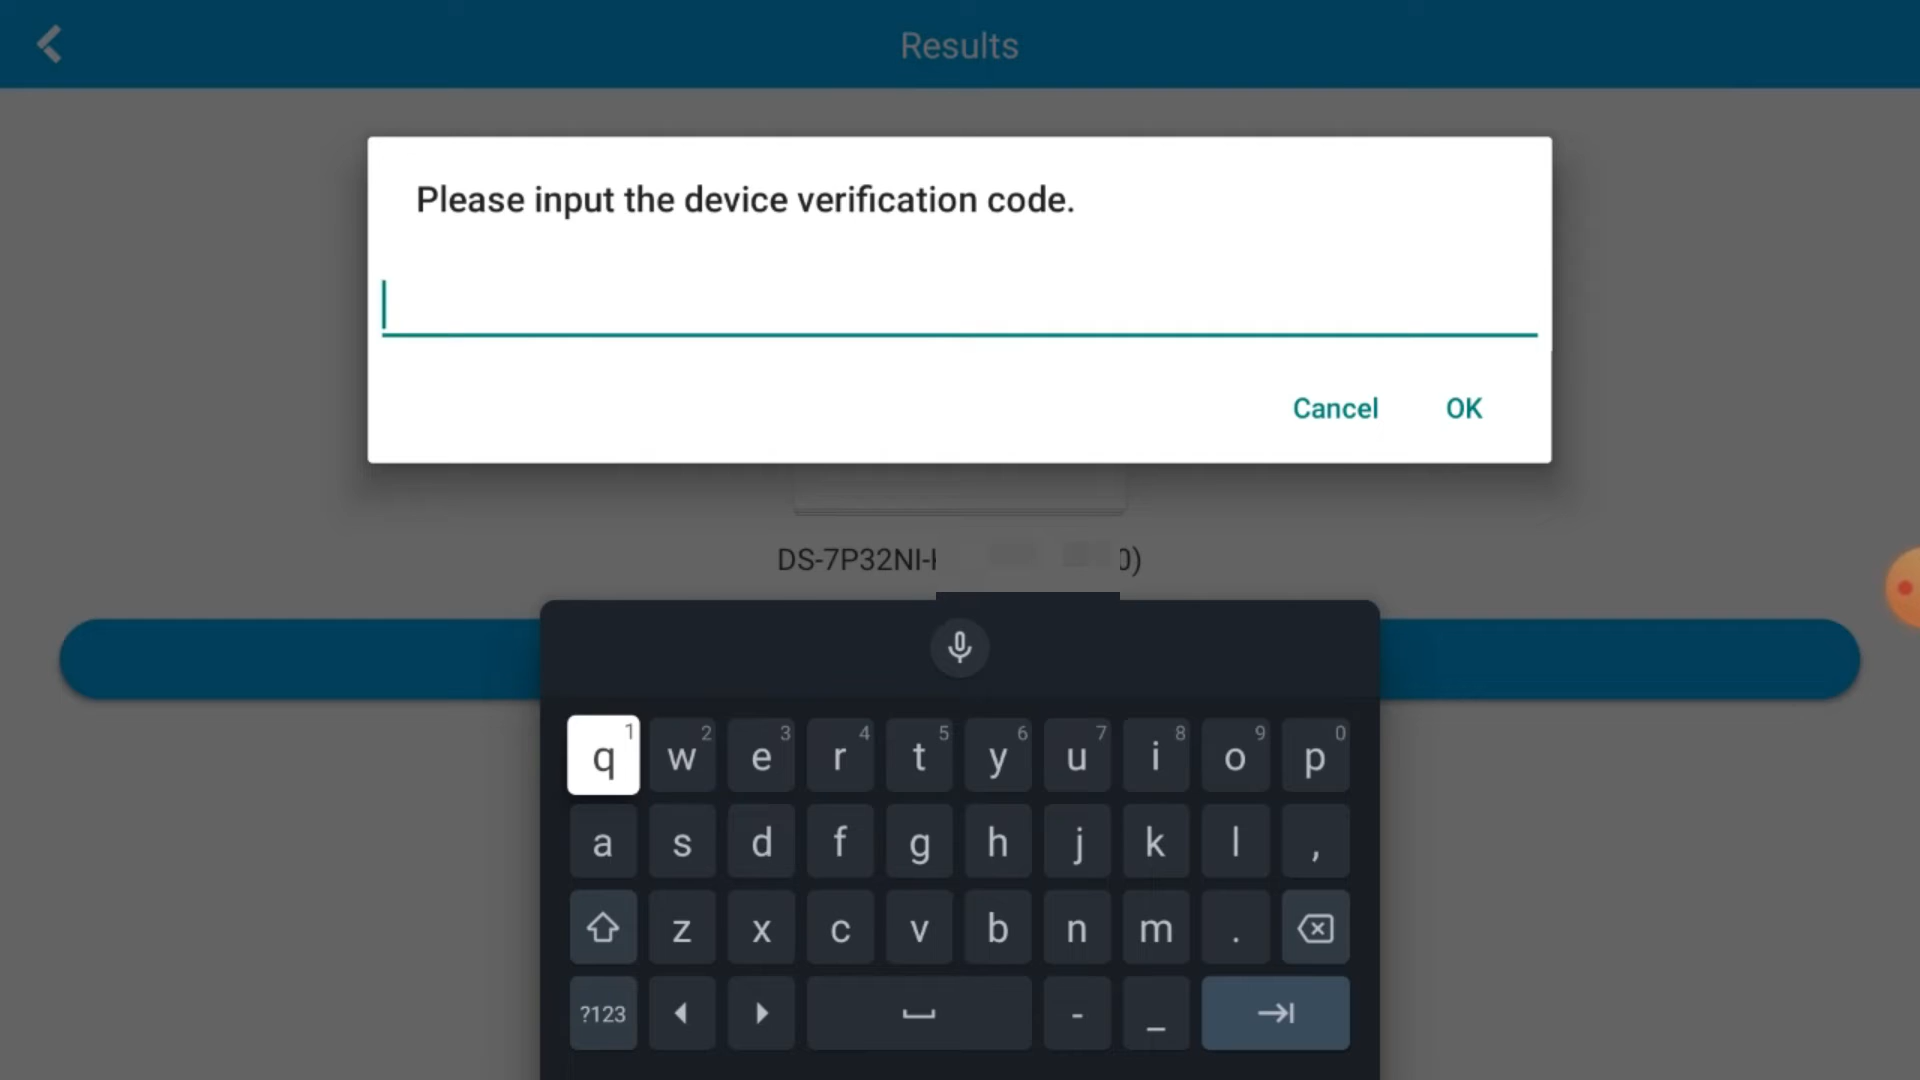 Results
Please input the device verification code.
Cancel OK
DS-7P32NI- 0)
q 1 w 2 e 3 r 4 t 5 y 6 u 7 i 8 o 9 p 0
a s d f g h j k l ,
z x c v b n m .
?123 - _